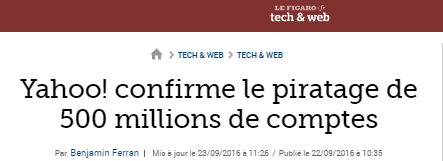 LE FIGARO·fr
tech & web
TECH & WEB TECH & WEB
Yahoo! confirme le piratage de
500 millions de comptes
Par Benjamin Ferran | Mis à jour le 23/09/2016 à 11:26 / Publié le 22/09/2016 à 10:35